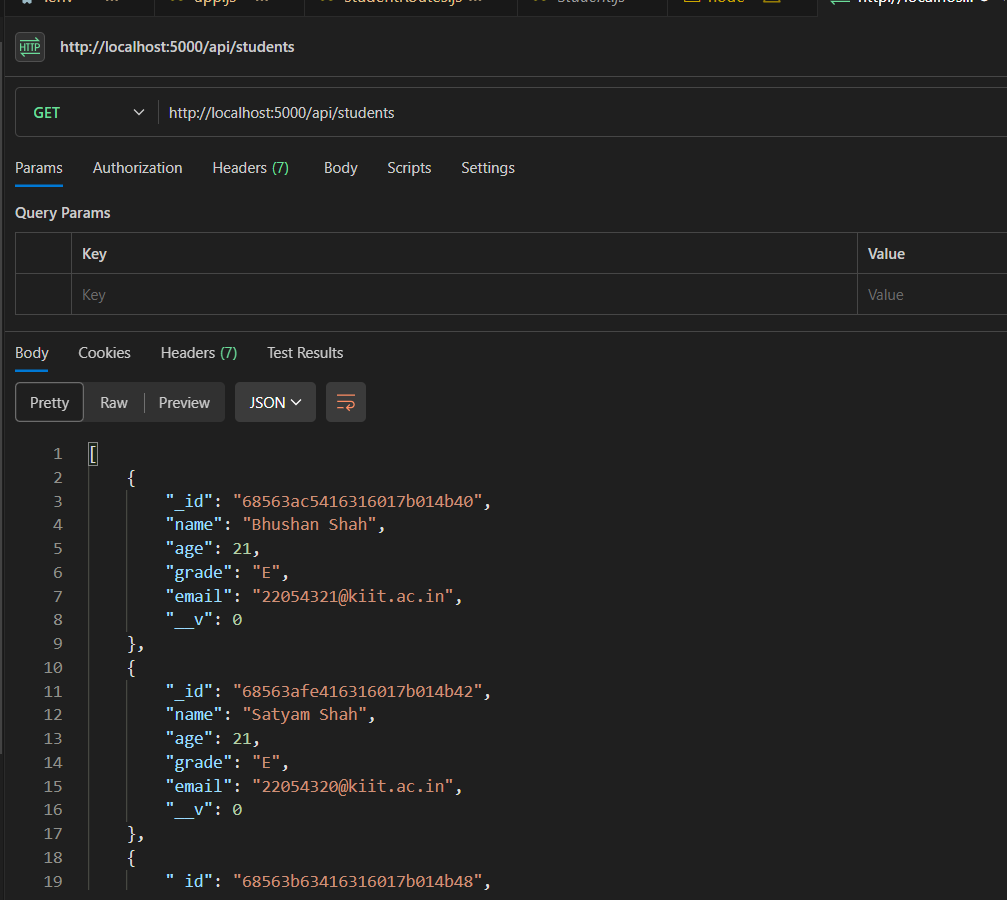 HTTP http://localhost:5000/api/students
GET http://localhost:5000/api/students
Params Authorization Headers (7) Body Scripts Settings
Query Params
Key Value
Key Value
Body Cookies Headers (7) Test Results
Pretty Raw Preview JSON
1 [
2 {
3 "_id": "68563ac5416316017b014b40",
4 "name": "Bhushan Shah",
5 "age": 21,
6 "grade": "E",
7 "email": "22054321@kiit.ac.in",
8 "__v": 0
9 },
10 {
11 "_id": "68563afe416316017b014b42",
12 "name": "Satyam Shah",
13 "age": 21,
14 "grade": "E",
15 "email": "22054320@kiit.ac.in",
16 "__v": 0
17 },
18 {
19 "_id": "68563b63416316017b014b48",